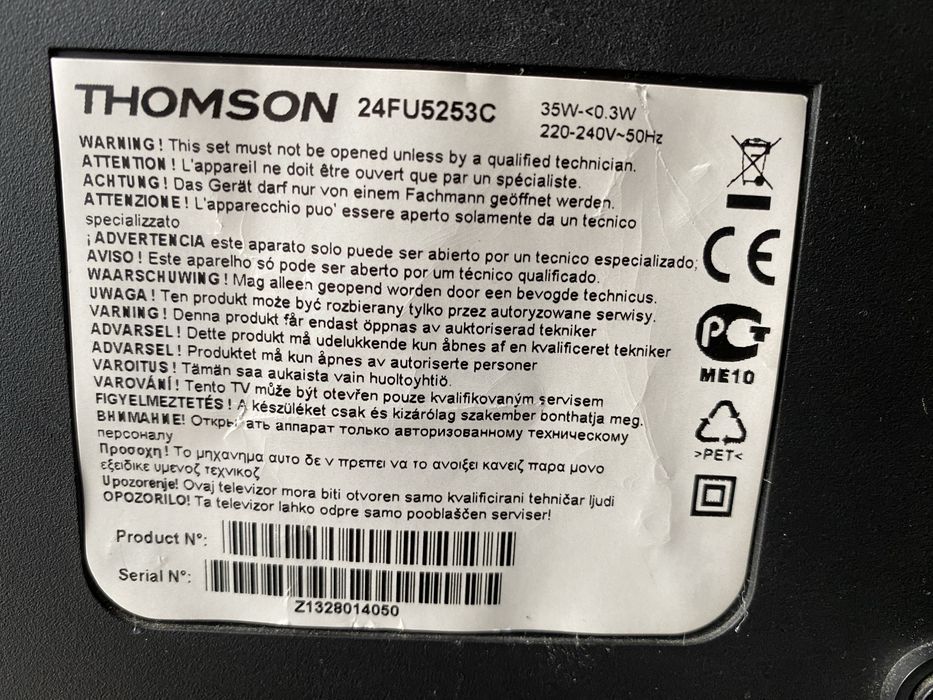 THOMSON 24FU5253C
35W-<0.3W
220-240V~50Hz
WARNING! This set must not be opened unless by a qualified technician.
ATTENTION! L'appareil ne doit être ouvert que par un spécialiste.
ACHTUNG! Das Gerät darf nur von einem Fachmann geöffnet werden.
ATTENZIONE! L'apparecchio puo' essere aperto solamente da un tecnico
specializzato
¡ADVERTENCIA este aparato solo puede ser abierto por un tecnico especializado;
AVISO! Este aparelho só pode ser aberto por um técnico qualificado.
WAARSCHUWING! Mag alleen geopend worden door een bevogde technicus.
UWAGA! Ten produkt może być rozbierany tylko przez autoryzowane serwisy.
VARNING! Denna produkt får endast öppnas av auktoriserad tekniker
ADVARSEL! Dette produkt må udelukkende kun åbnes af en kvalificeret tekniker
ADVARSEL! Produktet må kun åpnes av autoriserte personer
VAROITUS! Tämän saa aukaista vain huoltoyhtiö.
VAROVÁNÍ! Tento TV může být otevřen pouze kvalifikovaným servisem
FIGYELMEZTETÉS! A készüléket csak és kizárólag szakember bonthatja meg.
ВНИМАНИЕ! Открывать аппарат только авторизованному техническому
персоналу
Προσοχη! Το μηχανημα αυτο δε ν πρεπει να το ανοιξει κανειζ παρα μονο
εξειδικε υμενοζ τεχνικοζ
Upozorenje! Ovaj televizor mora biti otvoren samo kvalificirani tehničar ljudi
OPOZORILO! Ta televizor lahko odpre samo pooblaščen serviser!
Product N°:
Serial N°:
Z1328014050
CE
РСТ
ME10
>PET<